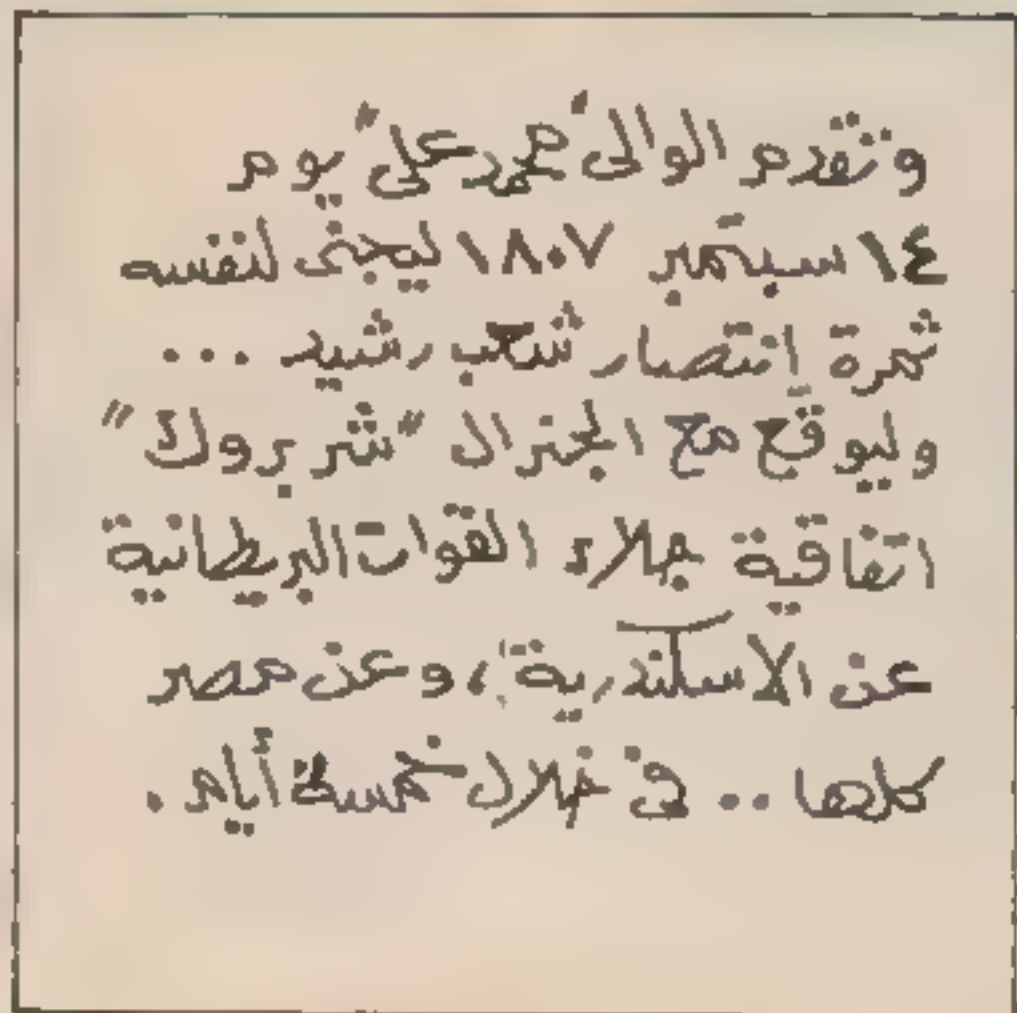 وتقدم الوالى "محمد على" يوم
١٤ سبتمبر ١٨٠٧ ليجنى لنفسه
ثمرة إنتصار شعب رشيد ...
وليوقع مع الجنرال "شربروك"
اتفاقية جلاء القوات البريطانية
عن الاسكندرية ، وعن مصر
كلها .. فى خلال خمسة أيام .